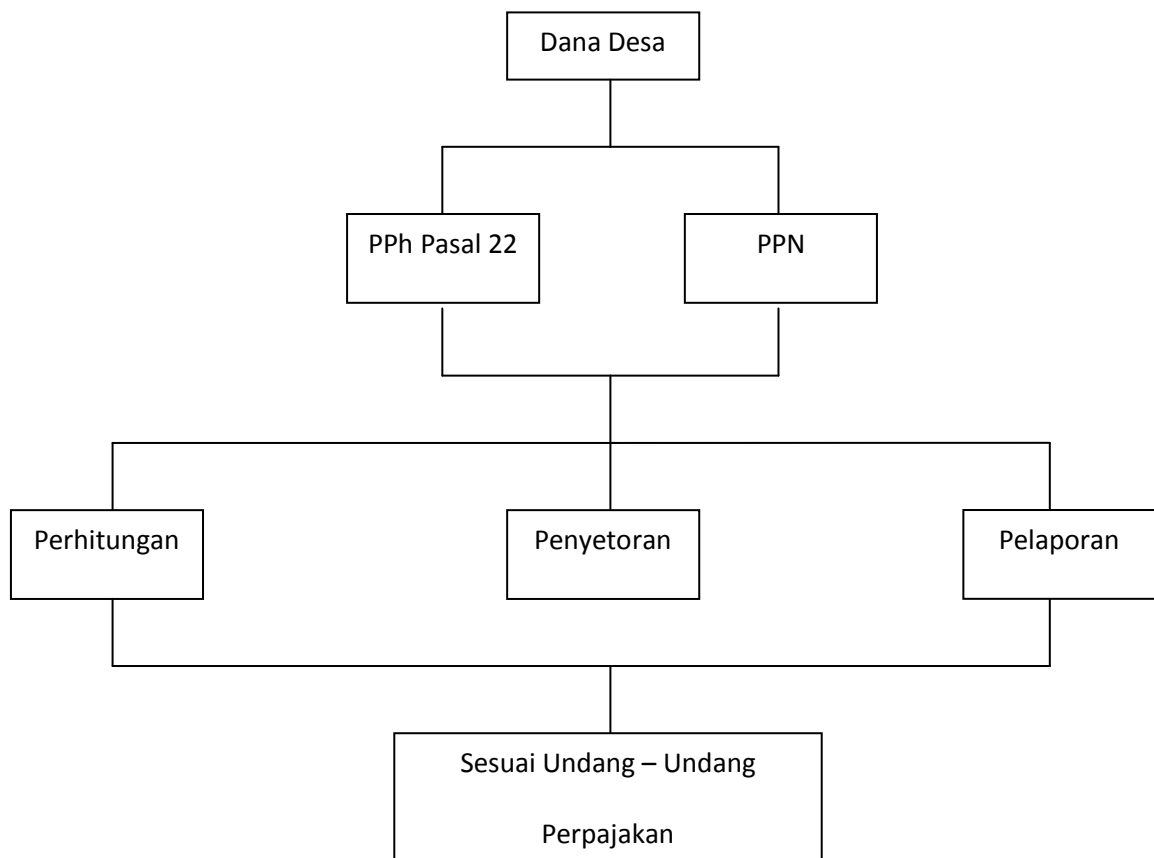 Dana Desa
PPh Pasal 22
PPN
Perhitungan
Penyetoran
Pelaporan
Sesuai Undang – Undang
Perpajakan